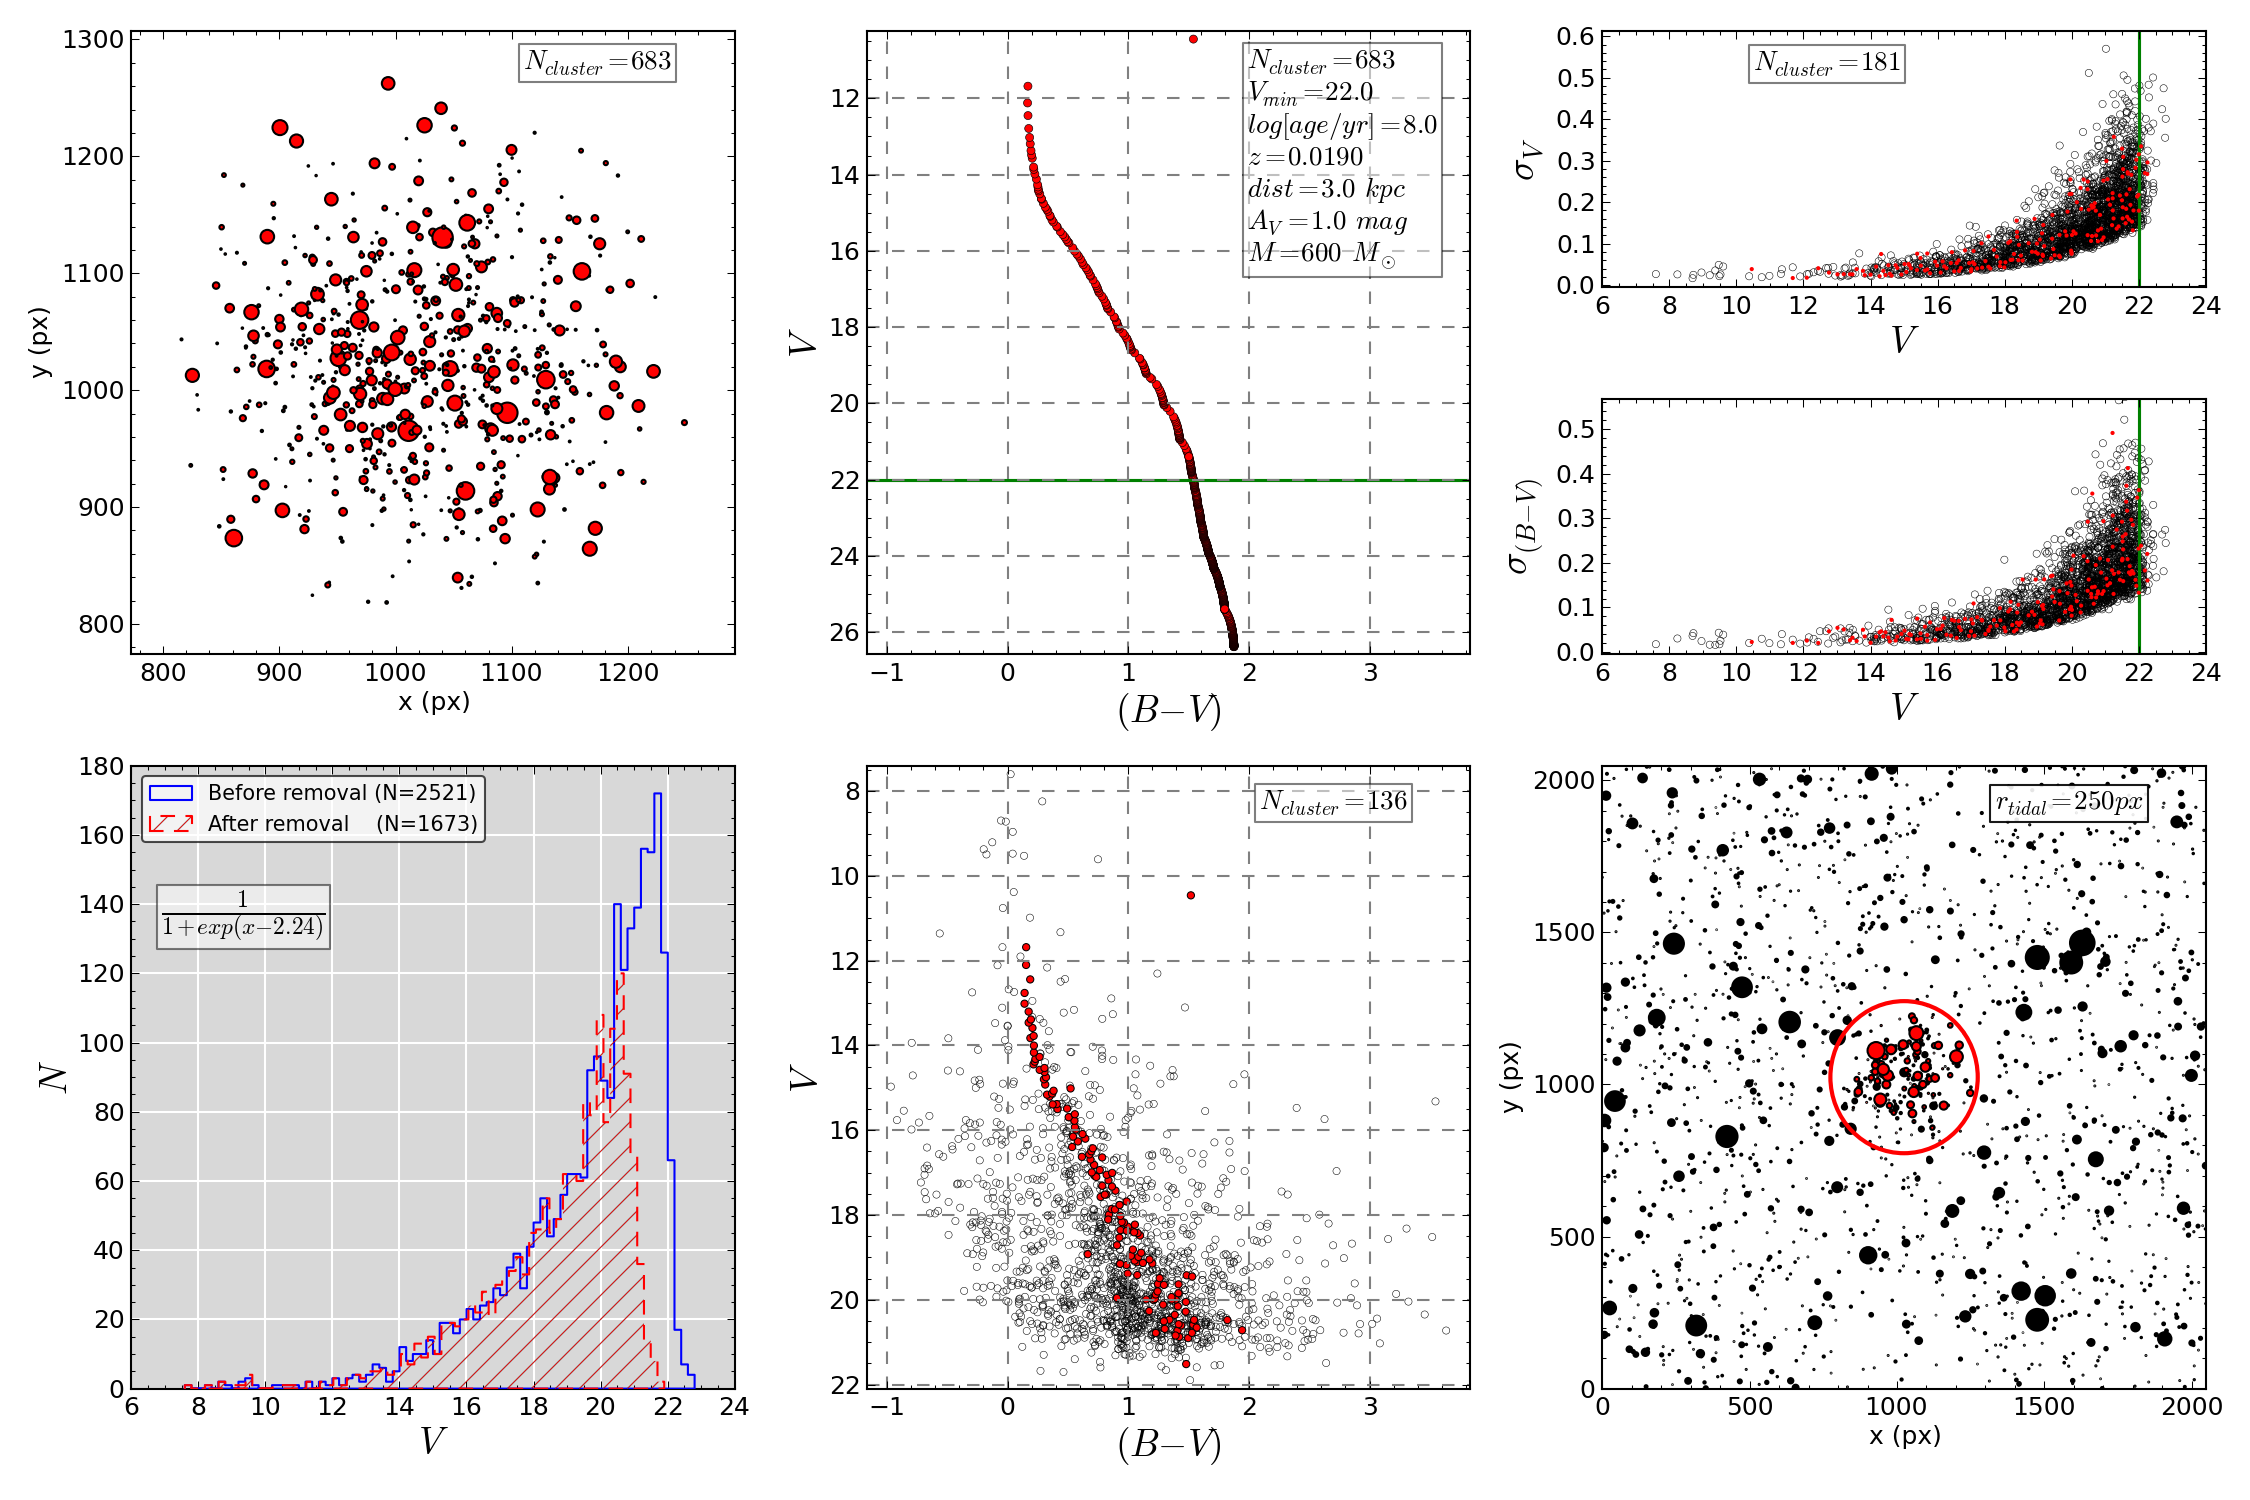 1300
1200
1100
1000
900
800
y (px)
800 900 1000 1100 1200
x (px)
N_cluster=683
12
14
16
18
20
22
24
26
V
−1 0 1 2 3
(B−V)
N_cluster=683
V_min=22.0
log[age/yr]=8.0
z=0.0190
dist=3.0 kpc
A_V=1.0 mag
M=600 M_⊙
0.6
0.5
0.4
0.3
0.2
0.1
0.0
σ_V
6 8 10 12 14 16 18 20 22 24
V
N_cluster=181
0.5
0.4
0.3
0.2
0.1
0.0
σ_(B−V)
6 8 10 12 14 16 18 20 22 24
V
180
160
140
120
100
80
60
40
20
0
N
6 8 10 12 14 16 18 20 22 24
V
Before removal (N=2521)
After removal (N=1673)
1
1+exp(x−2.24)
8
10
12
14
16
18
20
22
V
−1 0 1 2 3
(B−V)
N_cluster=136
2000
1500
1000
500
0
y (px)
0 500 1000 1500 2000
x (px)
r_tidal=250px